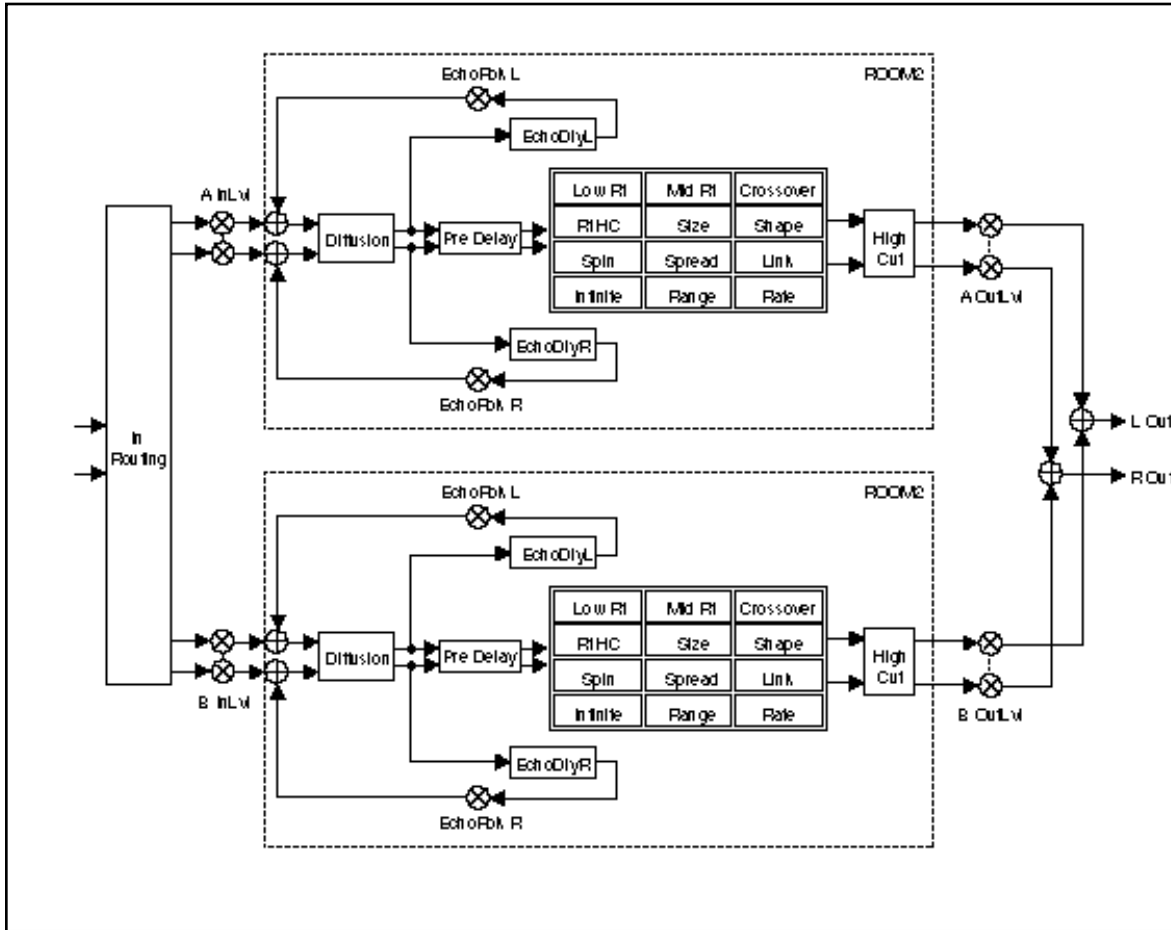 EchoFbk L
ROOM2
EchoDlyL
A InLvl
Diffusion
Pre Delay
Low Rt Mid Rt Crossover
RtHC Size Shape
Spin Spread Link
Infinite Range Rate
High
Cut
A OutLvl
EchoDlyR
EchoFbk R
L Out
In
Routing
R Out
EchoFbk L
ROOM2
EchoDlyL
Diffusion
Pre Delay
Low Rt Mid Rt Crossover
RtHC Size Shape
Spin Spread Link
Infinite Range Rate
High
Cut
B InLvl
B OutLvl
EchoDlyR
EchoFbk R